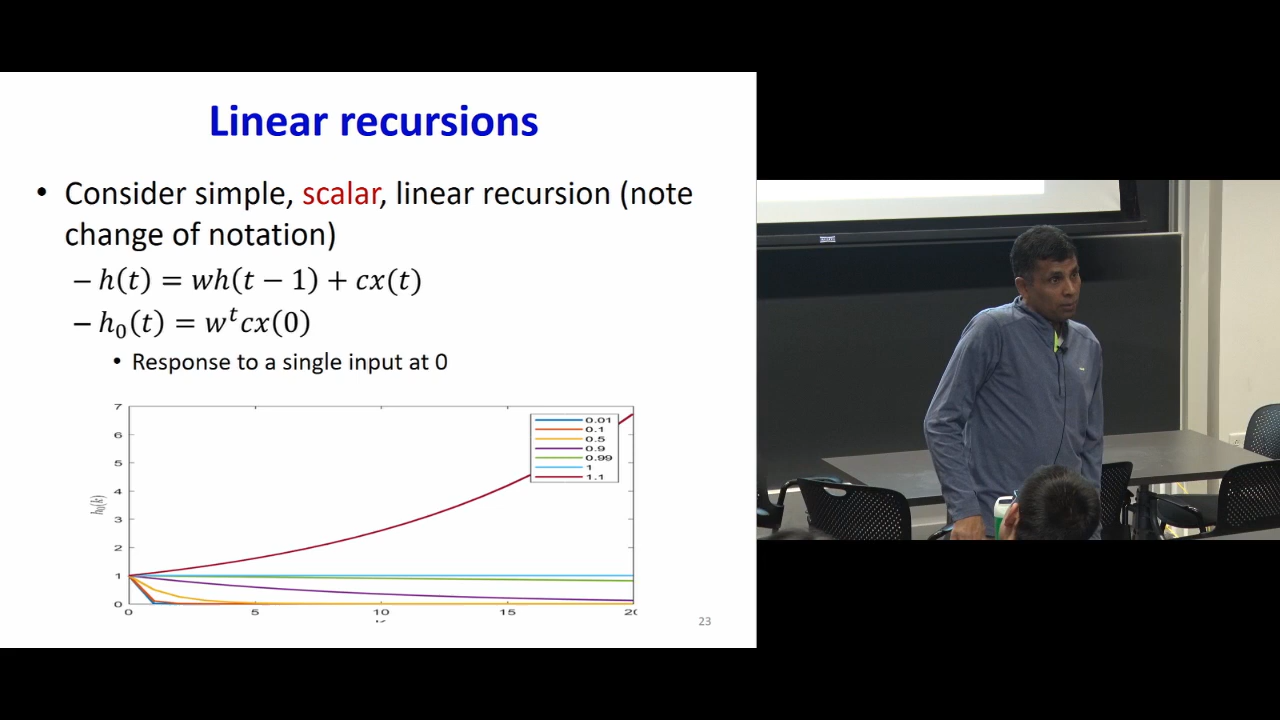 Linear recursions
• Consider simple, scalar, linear recursion (note
change of notation)
– h(t) = wh(t − 1) + cx(t)
– h₀(t) = wᵗcx(0)
• Response to a single input at 0
7
6
5
4
3
2
1
0
h₀(k)
0.01
0.1
0.5
0.9
0.99
1
1.1
0 5 10 15 20
23